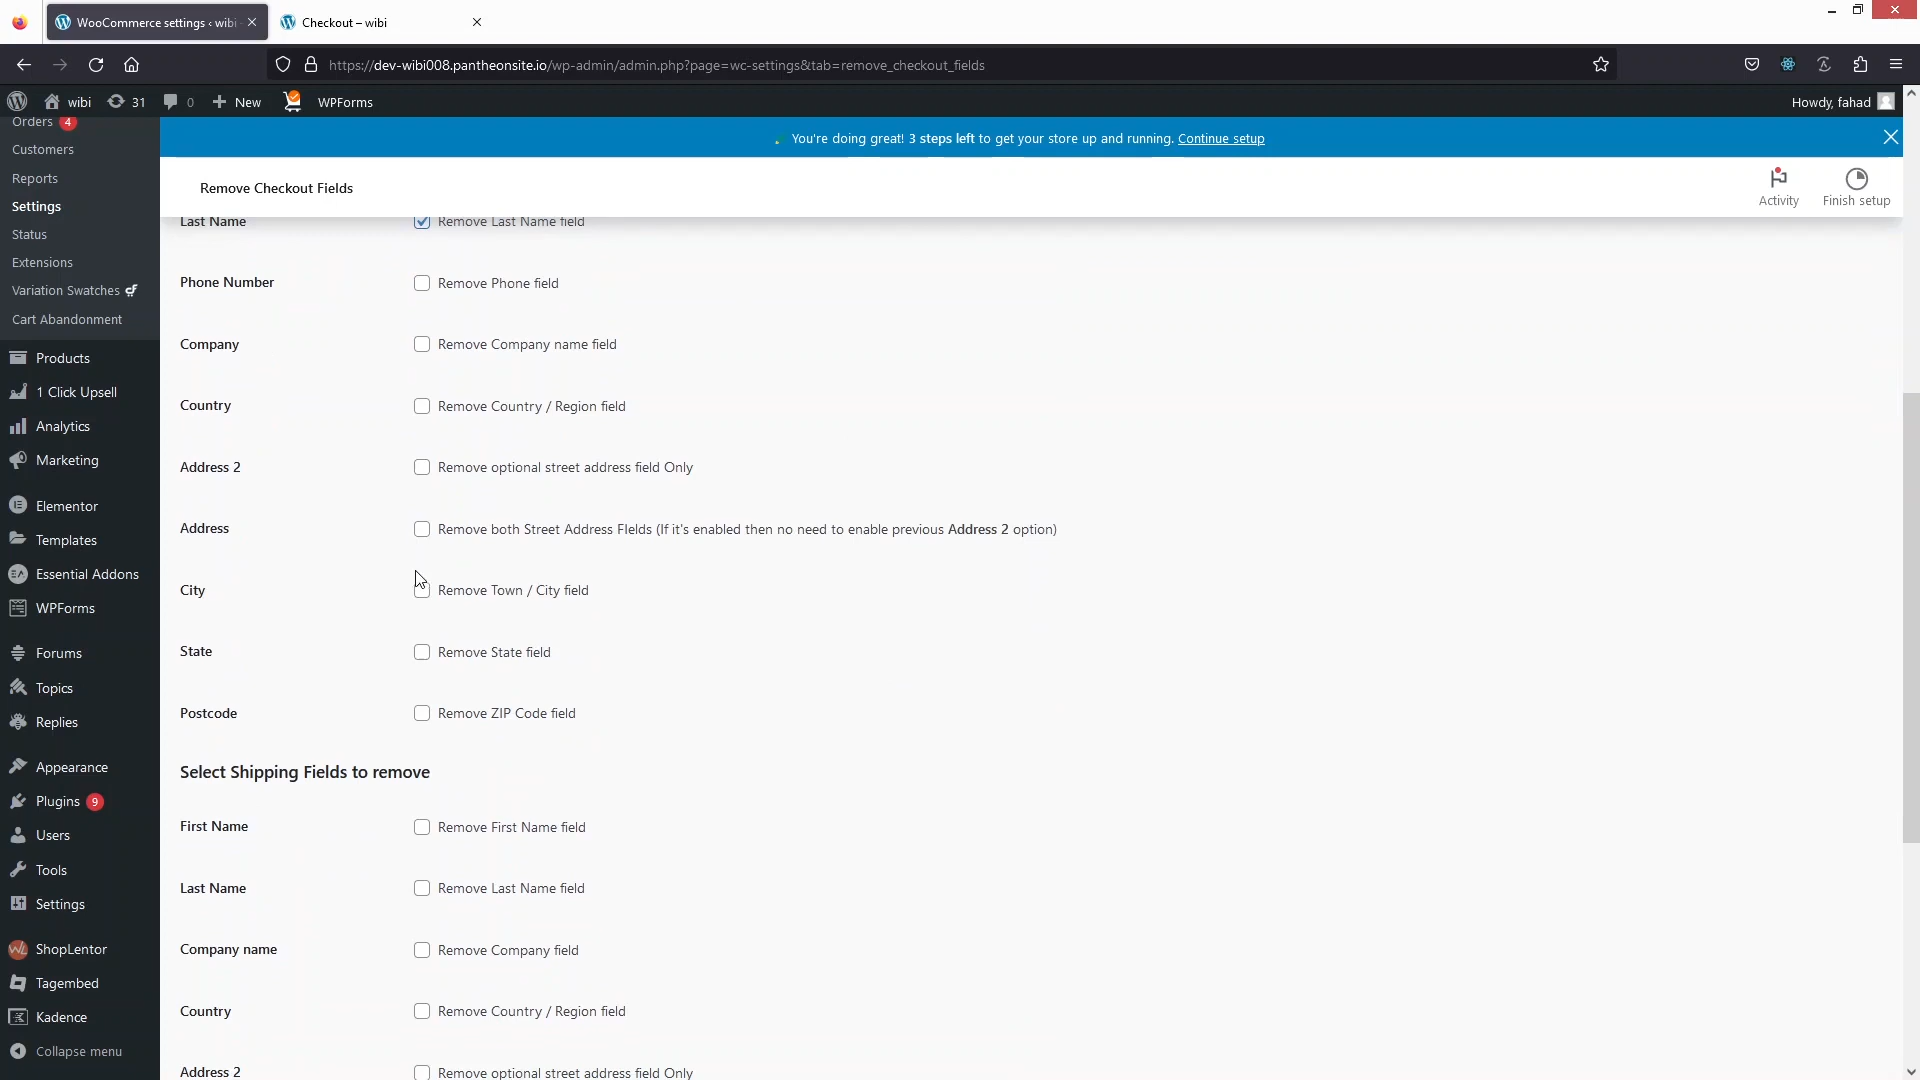 WooCommerce settings ‹ wibi
Checkout – wibi
https://dev-wibi008.pantheonsite.io/wp-admin/admin.php?page=wc-settings&tab=remove_checkout_fields
wibi
31
0
New
WPForms
Howdy, fahad
Orders 4
Customers
Reports
Settings
Status
Extensions
Variation Swatches
Cart Abandonment
Products
1 Click Upsell
Analytics
Marketing
Elementor
Templates
Essential Addons
WPForms
Forums
Topics
Replies
Appearance
Plugins 9
Users
Tools
Settings
ShopLentor
Tagembed
Kadence
Collapse menu
You're doing great! 3 steps left to get your store up and running. Continue setup
Remove Checkout Fields
Activity
Finish setup
Last Name Remove Last Name field
Phone Number Remove Phone field
Company Remove Company name field
Country Remove Country / Region field
Address 2 Remove optional street address field Only
Address Remove both Street Address FIelds (If it's enabled then no need to enable previous Address 2 option)
City Remove Town / City field
State Remove State field
Postcode Remove ZIP Code field
Select Shipping Fields to remove
First Name Remove First Name field
Last Name Remove Last Name field
Company name Remove Company field
Country Remove Country / Region field
Address 2 Remove optional street address field Only